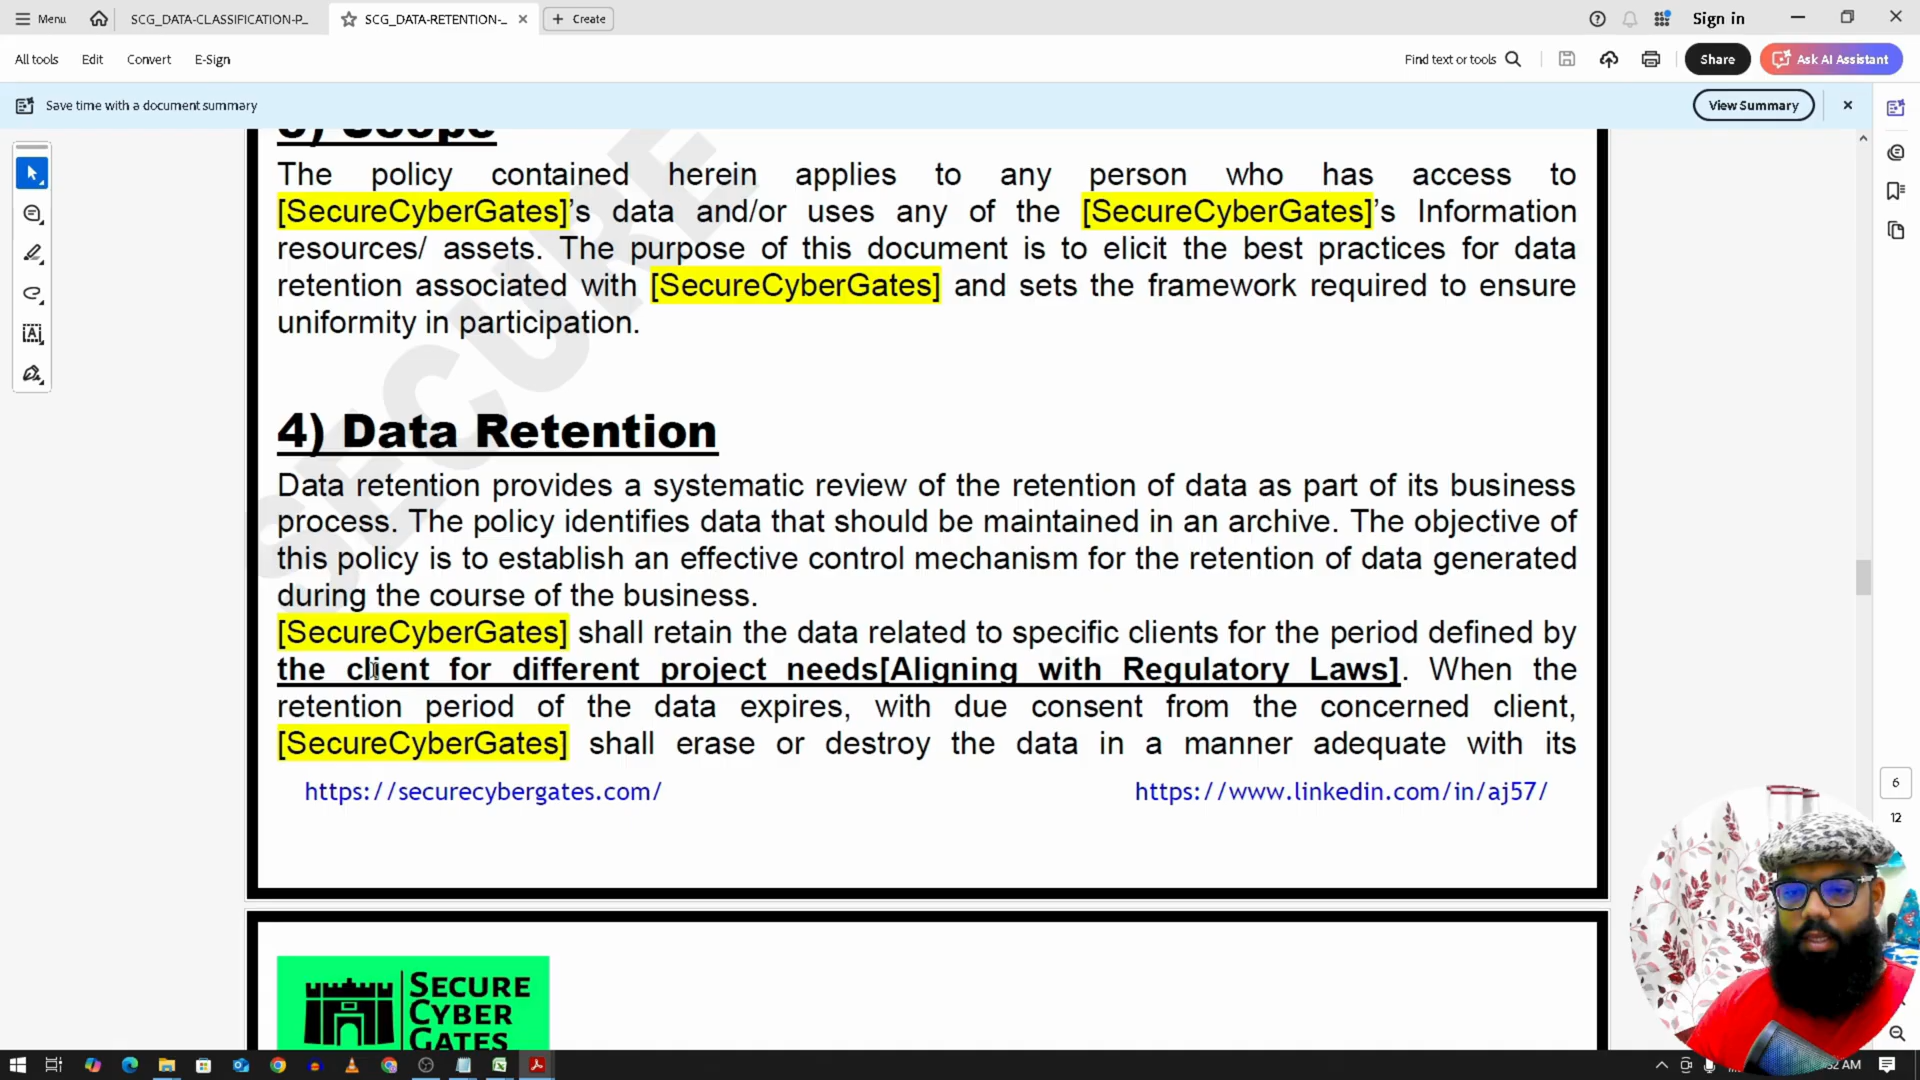 Menu
SCG_DATA-CLASSIFICATION-P...
SCG_DATA-RETENTION-...
Create
Sign in
All tools
Edit
Convert
E-Sign
Find text or tools
Share
Ask AI Assistant
Save time with a document summary
View Summary
3) Scope
The policy contained herein applies to any person who has access to
[SecureCyberGates]'s data and/or uses any of the [SecureCyberGates]'s Information
resources/ assets. The purpose of this document is to elicit the best practices for data
retention associated with [SecureCyberGates] and sets the framework required to ensure
uniformity in participation.
4) Data Retention
Data retention provides a systematic review of the retention of data as part of its business
process. The policy identifies data that should be maintained in an archive. The objective of
this policy is to establish an effective control mechanism for the retention of data generated
during the course of the business.
[SecureCyberGates] shall retain the data related to specific clients for the period defined by
the client for different project needs[Aligning with Regulatory Laws]. When the
retention period of the data expires, with due consent from the concerned client,
[SecureCyberGates] shall erase or destroy the data in a manner adequate with its
https://securecybergates.com/
https://www.linkedin.com/in/aj57/
SECURE
6
12
SECURE
CYBER
GATES